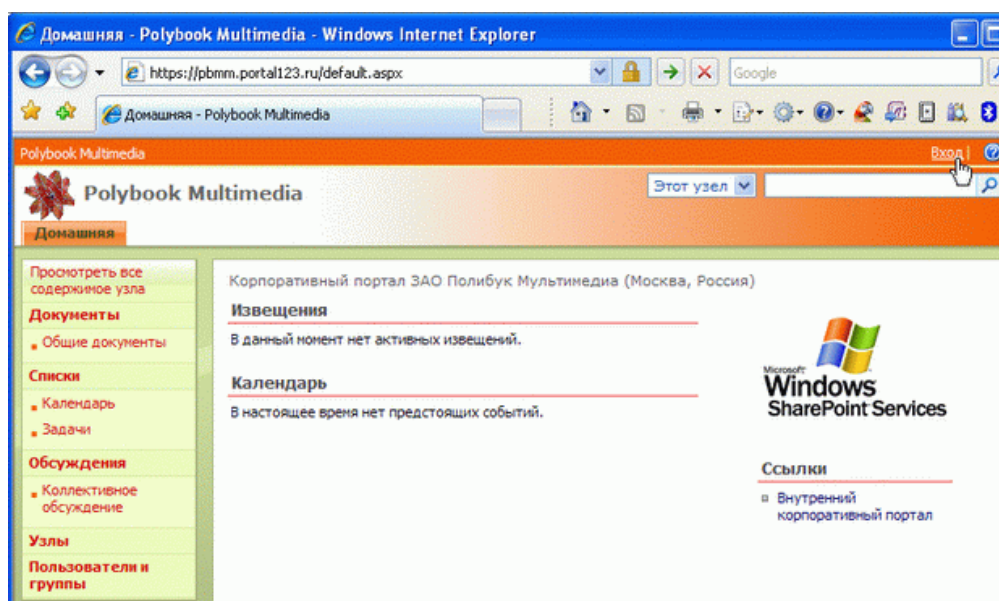 Домашняя - Polybook Multimedia - Windows Internet Explorer
https://pbmm.portal123.ru/default.aspx
Google
Домашняя - Polybook Multimedia
Polybook Multimedia
Вход
Polybook Multimedia
Этот узел
Домашняя
Просмотреть все
содержимое узла
Документы
Общие документы
Списки
Календарь
Задачи
Обсуждения
Коллективное
обсуждение
Узлы
Пользователи и
группы
Корпоративный портал ЗАО Полибук Мультимедиа (Москва, Россия)
Извещения
В данный момент нет активных извещений.
Календарь
В настоящее время нет предстоящих событий.
Microsoft
Windows
SharePoint Services
Ссылки
Внутренний
корпоративный портал